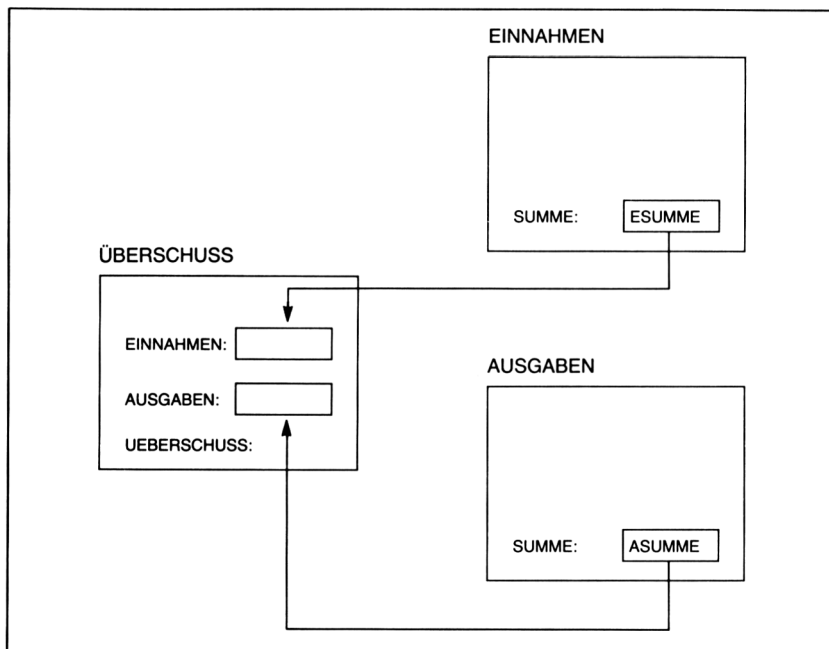 EINNAHMEN
SUMME: ESUMME
ÜBERSCHUSS
EINNAHMEN:
AUSGABEN:
UEBERSCHUSS:
AUSGABEN
SUMME: ASUMME